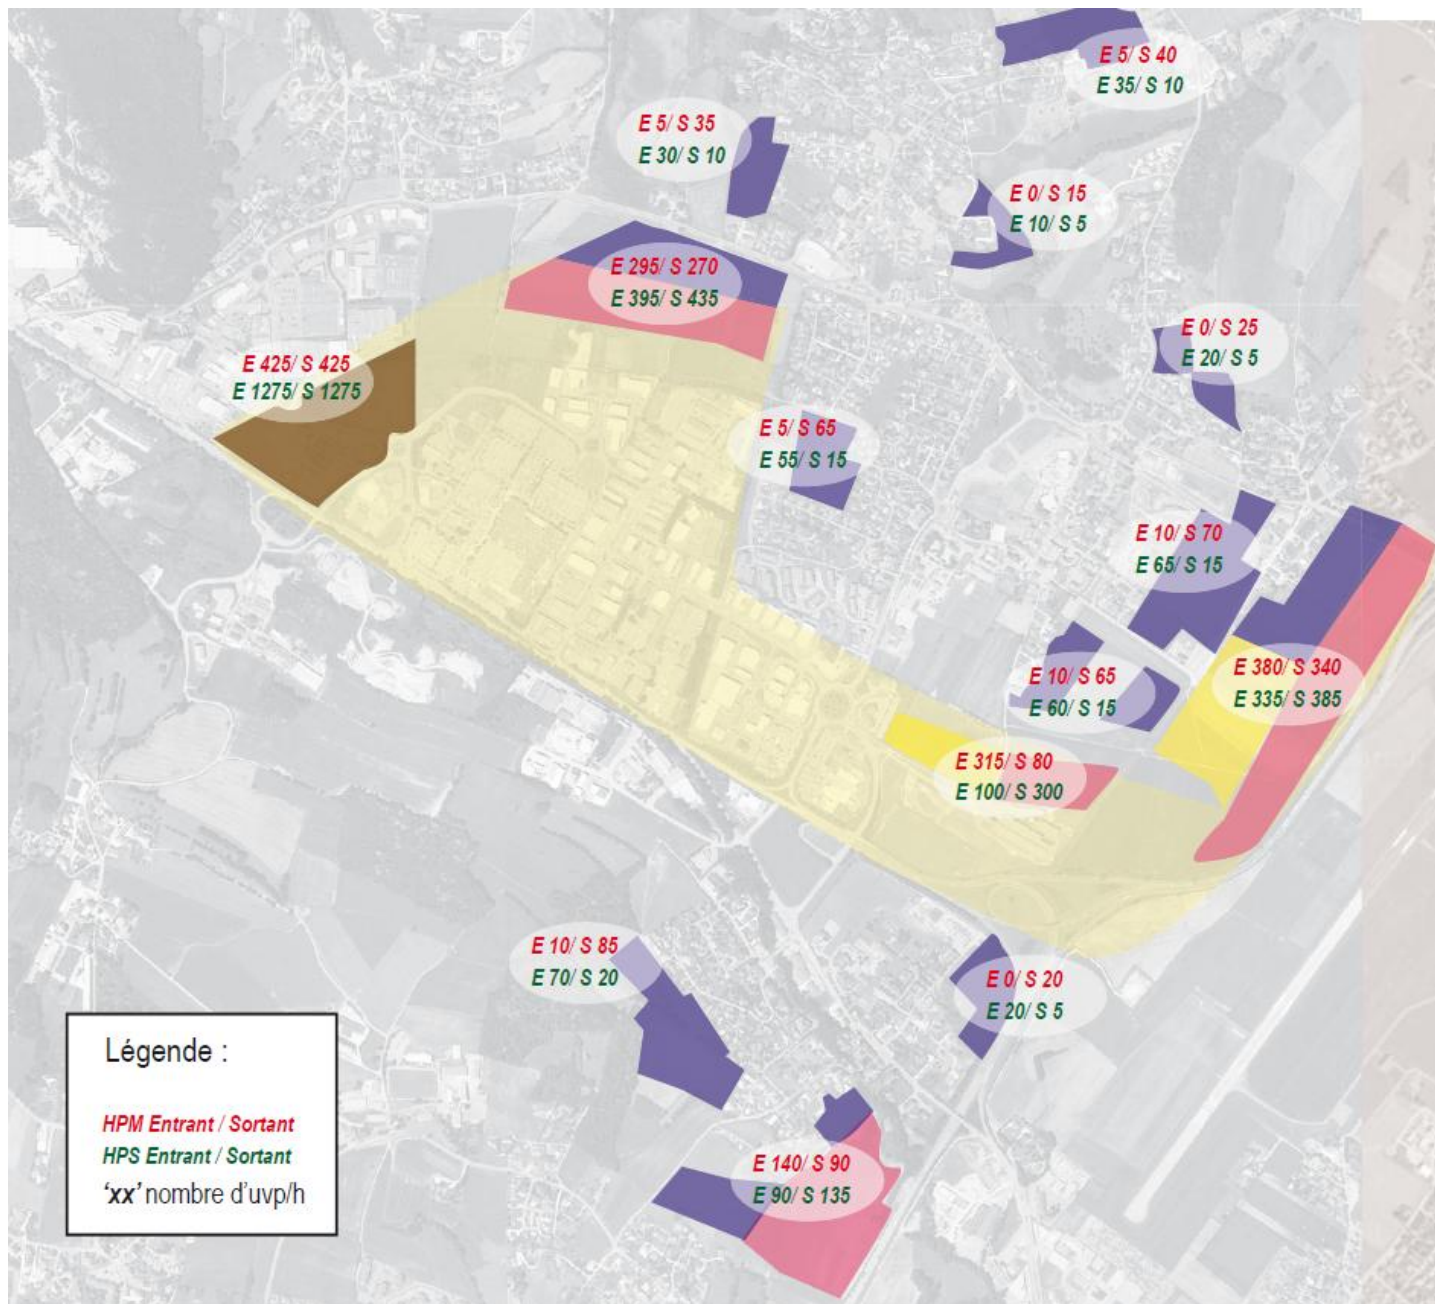 E 5/ S 40
E 35/ S 10
E 5/ S 35
E 30/ S 10
E 0/ S 15
E 10/ S 5
E 295/ S 270
E 395/ S 435
E 0/ S 25
E 20/ S 5
E 425/ S 425
E 1275/ S 1275
E 5/ S 65
E 55/ S 15
E 10/ S 70
E 65/ S 15
E 10/ S 65
E 60/ S 15
E 380/ S 340
E 335/ S 385
E 315/ S 80
E 100/ S 300
E 10/ S 85
E 70/ S 20
E 0/ S 20
E 20/ S 5
E 140/ S 90
E 90/ S 135
Légende :
HPM Entrant / Sortant
HPS Entrant / Sortant
‘xx’ nombre d’uvp/h